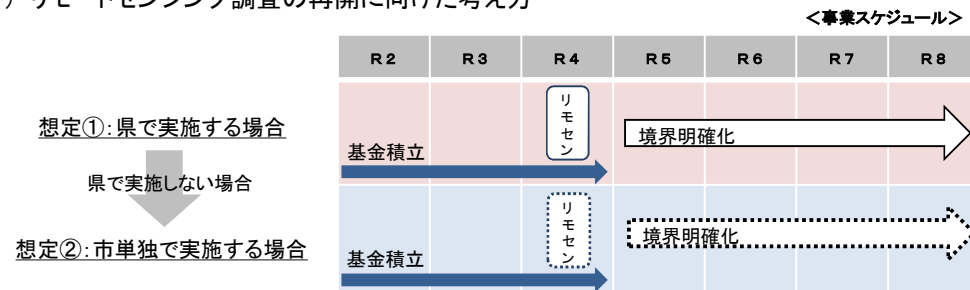 リモートセンシング調査の再開に向けた考え方
＜事業スケジュール＞
R2 R3 R4 R5 R6 R7 R8
想定①：県で実施する場合
基金積立
リモセン
境界明確化
県で実施しない場合
想定②：市単独で実施する場合
基金積立
リモセン
境界明確化